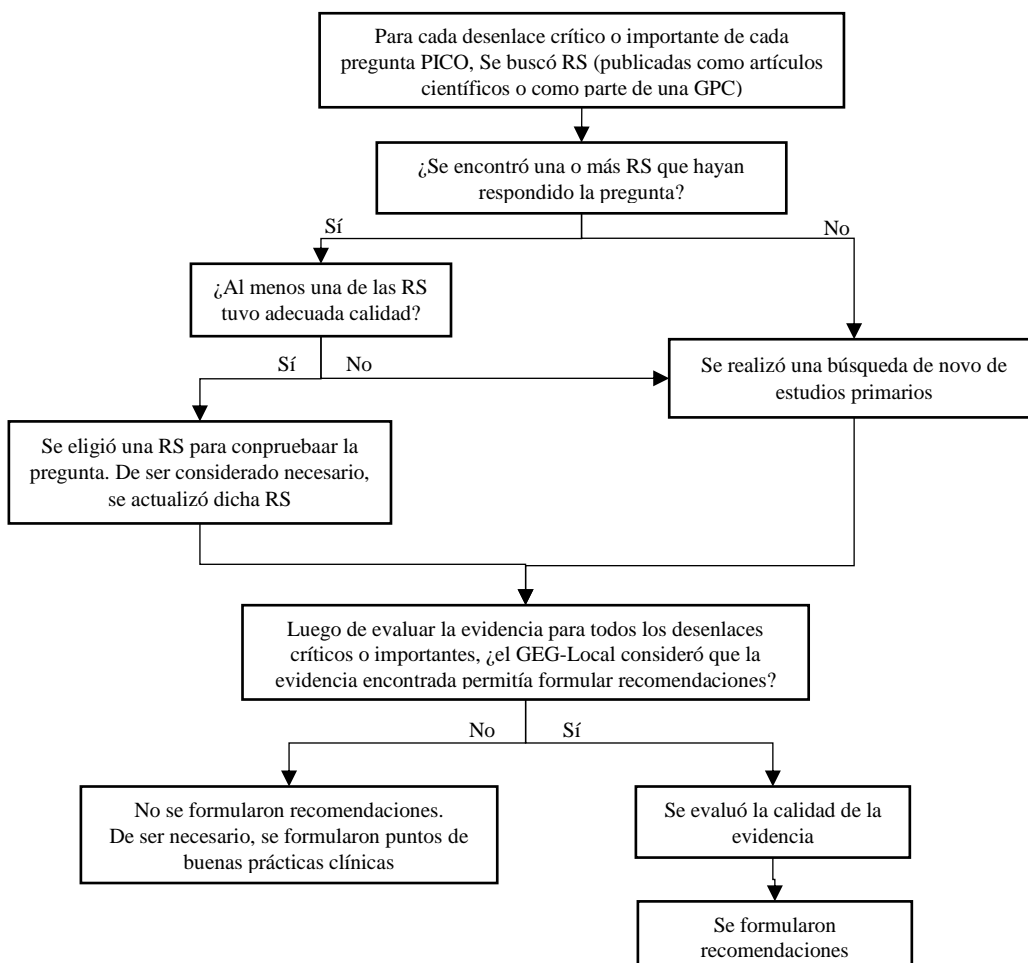 Para cada desenlace crítico o importante de cada
pregunta PICO, Se buscó RS (publicadas como artículos
científicos o como parte de una GPC)
¿Se encontró una o más RS que hayan
respondido la pregunta?
Sí
No
¿Al menos una de las RS
tuvo adecuada calidad?
Sí
No
Se realizó una búsqueda de novo de
estudios primarios
Se eligió una RS para conpruebaar la
pregunta. De ser considerado necesario,
se actualizó dicha RS
Luego de evaluar la evidencia para todos los desenlaces
críticos o importantes, ¿el GEG-Local consideró que la
evidencia encontrada permitía formular recomendaciones?
No
Sí
No se formularon recomendaciones.
De ser necesario, se formularon puntos de
buenas prácticas clínicas
Se evaluó la calidad de la
evidencia
Se formularon
recomendaciones